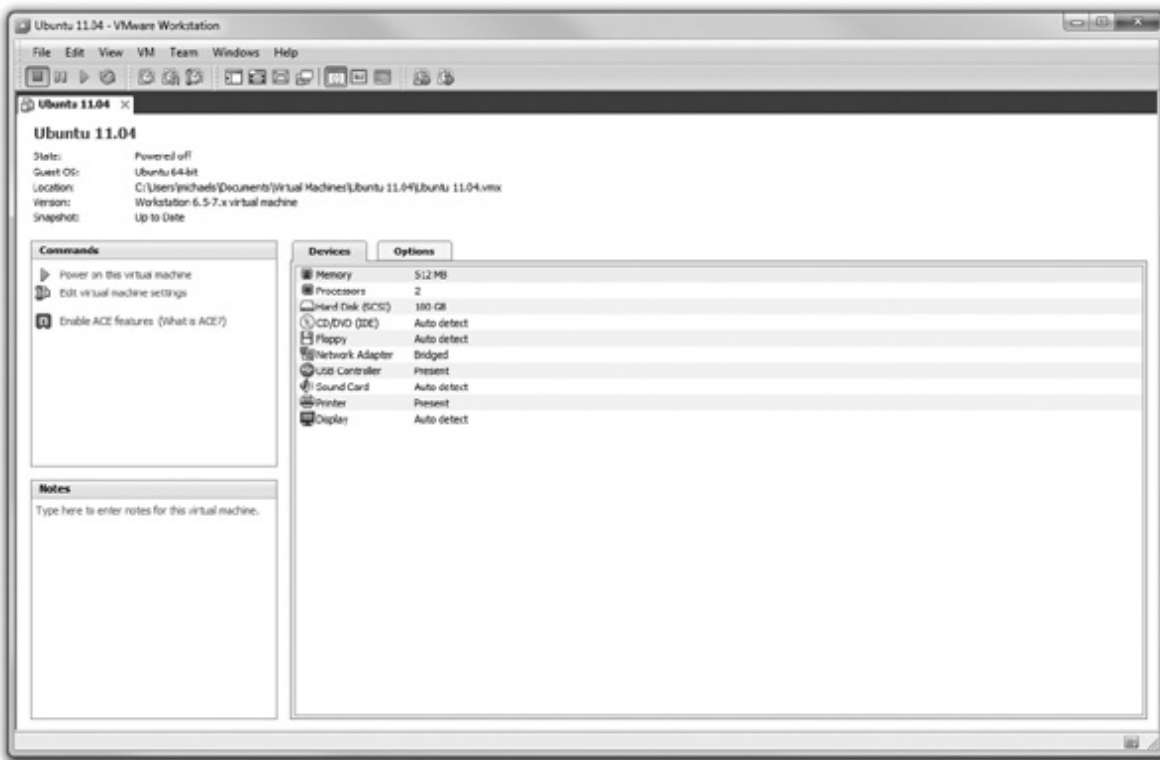 Ubuntu 11.04 - VMware Workstation
File Edit View VM Team Windows Help
Ubuntu 11.04
Ubuntu 11.04
State: Powered off
Guest OS: Ubuntu 64-bit
Location: C:\Users\michaels\Documents\Virtual Machines\Ubuntu 11.04\Ubuntu 11.04.vmx
Version: Workstation 6.5-7.x virtual machine
Snapshot: Up to Date
Commands
Power on this virtual machine
Edit virtual machine settings
Enable ACE features (What is ACE?)
Notes
Type here to enter notes for this virtual machine.
Devices Options
Memory 512 MB
Processors 2
Hard Disk (SCSI) 100 GB
CD/DVD (IDE) Auto detect
Floppy Auto detect
Network Adapter Bridged
USB Controller Present
Sound Card Auto detect
Printer Present
Display Auto detect